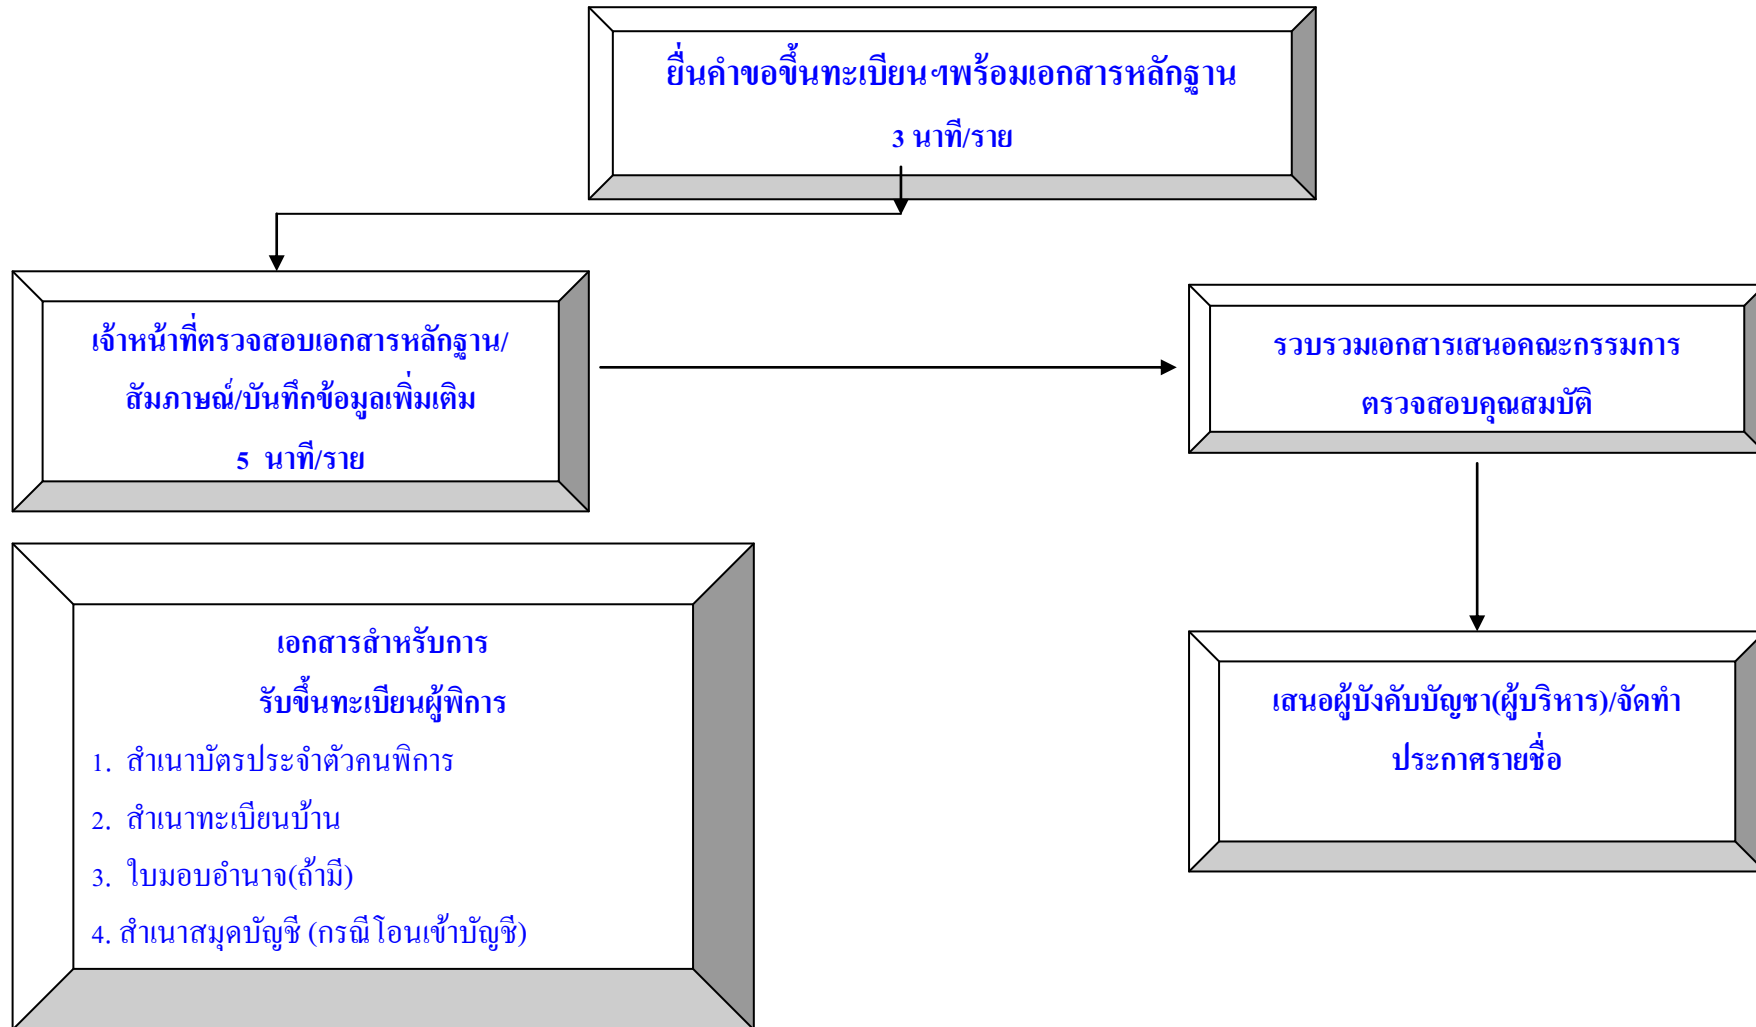 ยื่นคำขอขึ้นทะเบียนฯพร้อมเอกสารหลักฐาน
3 นาที/ราย
เจ้าหน้าที่ตรวจสอบเอกสารหลักฐาน/
สัมภาษณ์/บันทึกข้อมูลเพิ่มเติม
5 นาที/ราย
รวบรวมเอกสารเสนอคณะกรรมการ
ตรวจสอบคุณสมบัติ
เอกสารสำหรับการ
รับขึ้นทะเบียนผู้พิการ
1. สำเนาบัตรประจำตัวคนพิการ
2. สำเนาทะเบียนบ้าน
3. ใบมอบอำนาจ(ถ้ามี)
4. สำเนาสมุดบัญชี (กรณีโอนเข้าบัญชี)
เสนอผู้บังคับบัญชา(ผู้บริหาร)/จัดทำ
ประกาศรายชื่อ